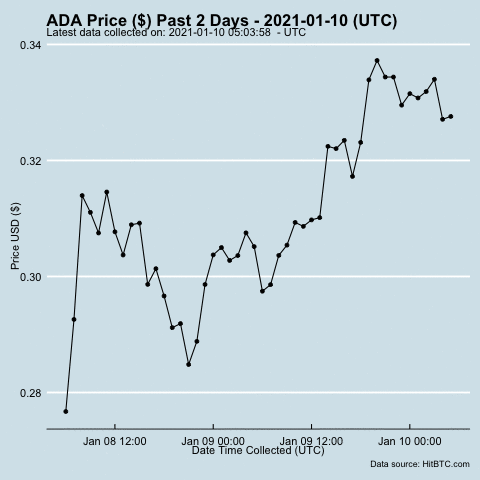 ADA Price ($) Past 2 Days - 2021-01-10 (UTC)
Latest data collected on: 2021-01-10 05:03:58 - UTC
0.34
0.32
0.30
0.28
Price USD ($)
Jan 08 12:00 Jan 09 00:00 Jan 09 12:00 Jan 10 00:00
Date Time Collected (UTC)
Data source: HitBTC.com